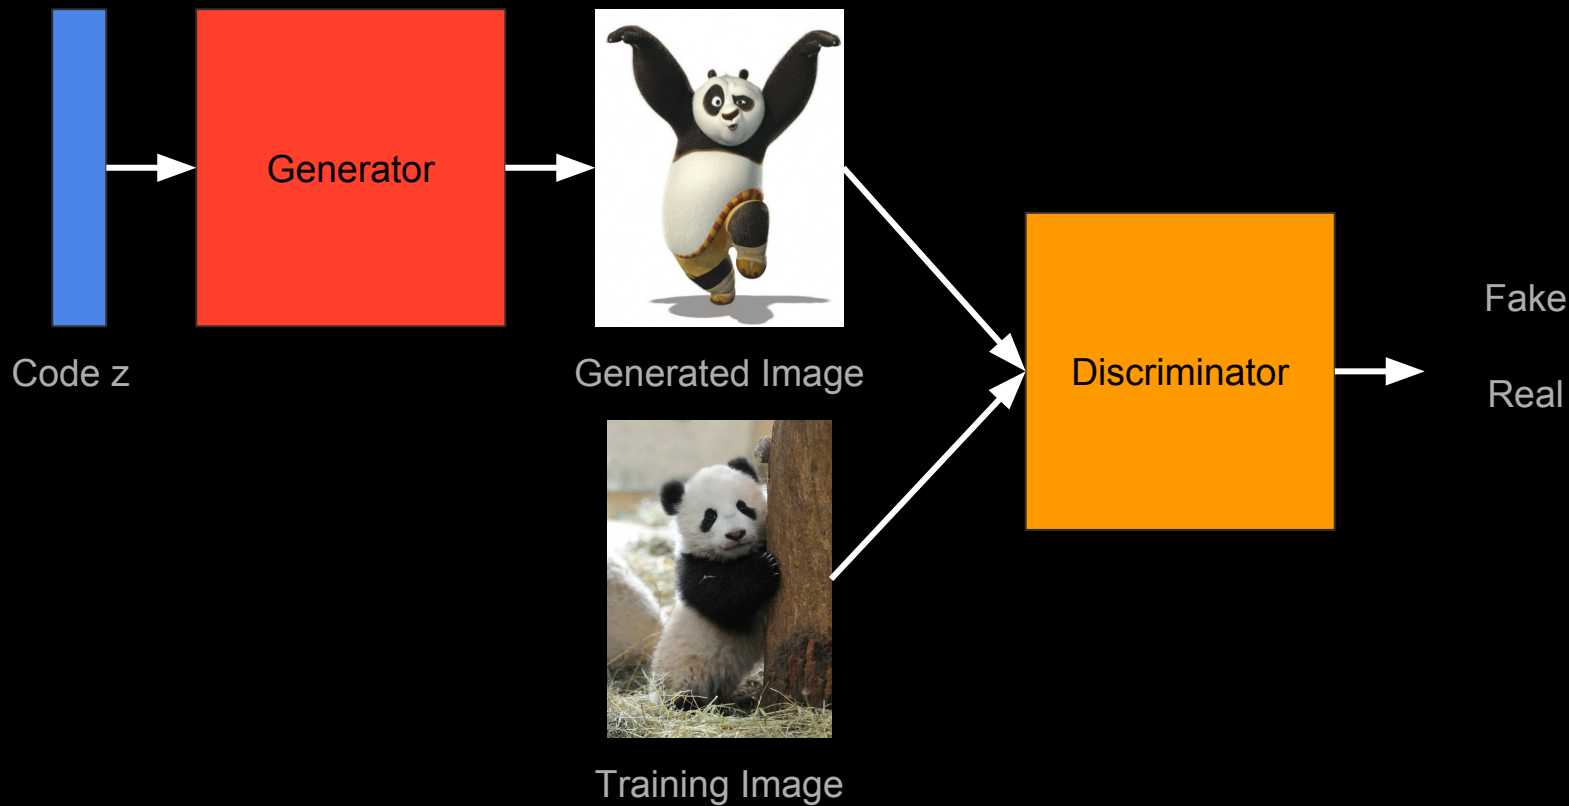 Generator
Code z
Generated Image
Discriminator
Fake
Real
Training Image